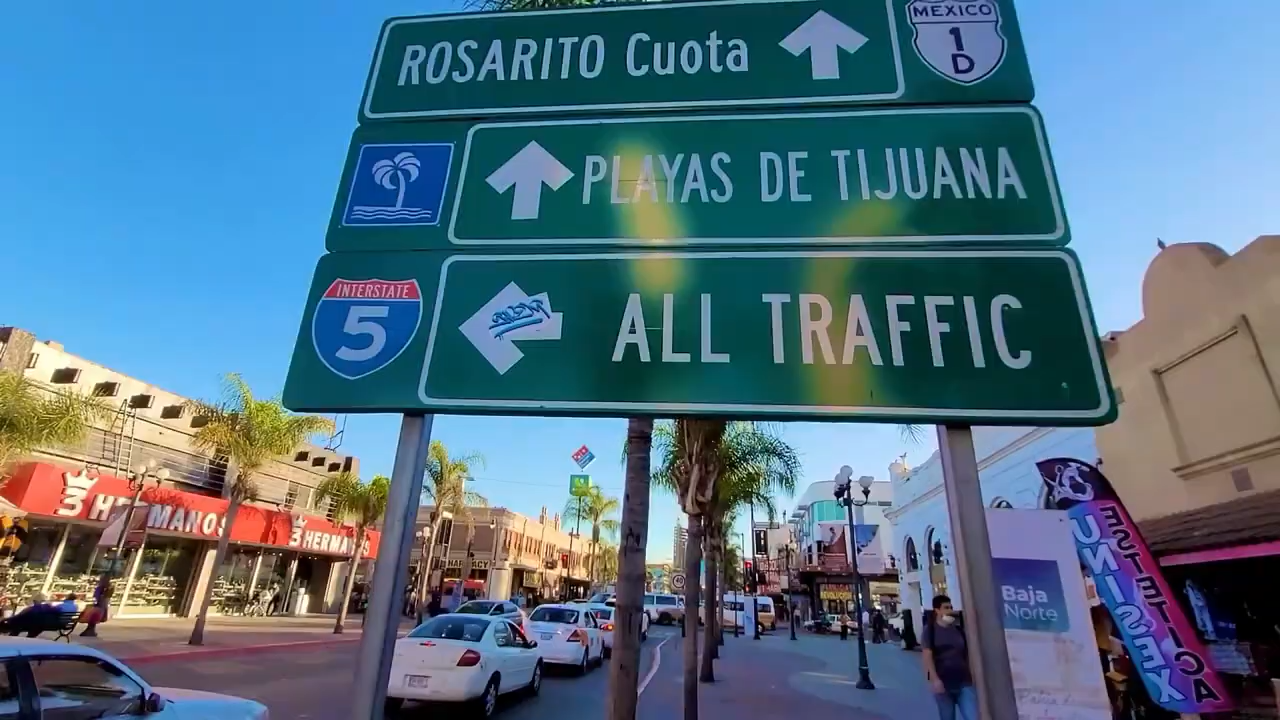 ROSARITO Cuota
MEXICO
1
D
PLAYAS DE TIJUANA
INTERSTATE
5
ALL TRAFFIC
3 HERMANOS
3 HERMANOS
40
Baja
Norte
ESTETICA
UNISEX